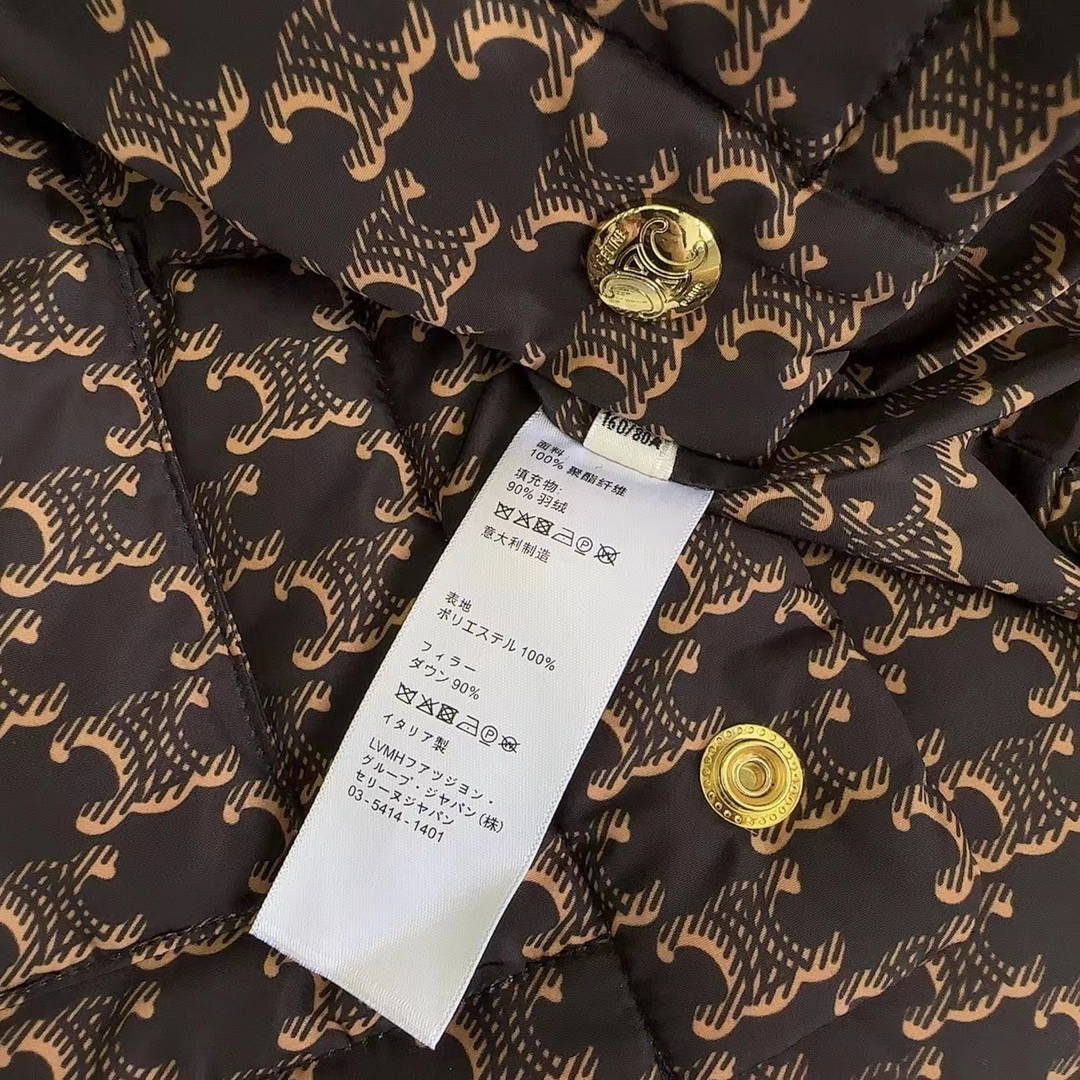 CELINE
160/80A
面料:
100% 聚酯纤维
填充物:
90% 羽绒
意大利制造
表地
ポリエステル 100%
フィラー
ダウン 90%
イタリア製
LVMHファッジョン・
グループ・ジャパン (株)
セリーヌジャパン
03-5414-1401